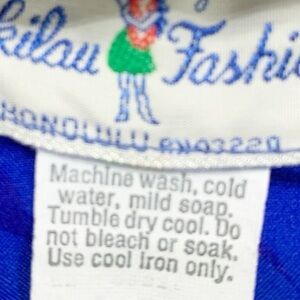 kilau Fashi
HONOLULU RN43220
Machine wash, cold
water, mild soap.
Tumble dry cool. Do
not bleach or soak.
Use cool iron only.